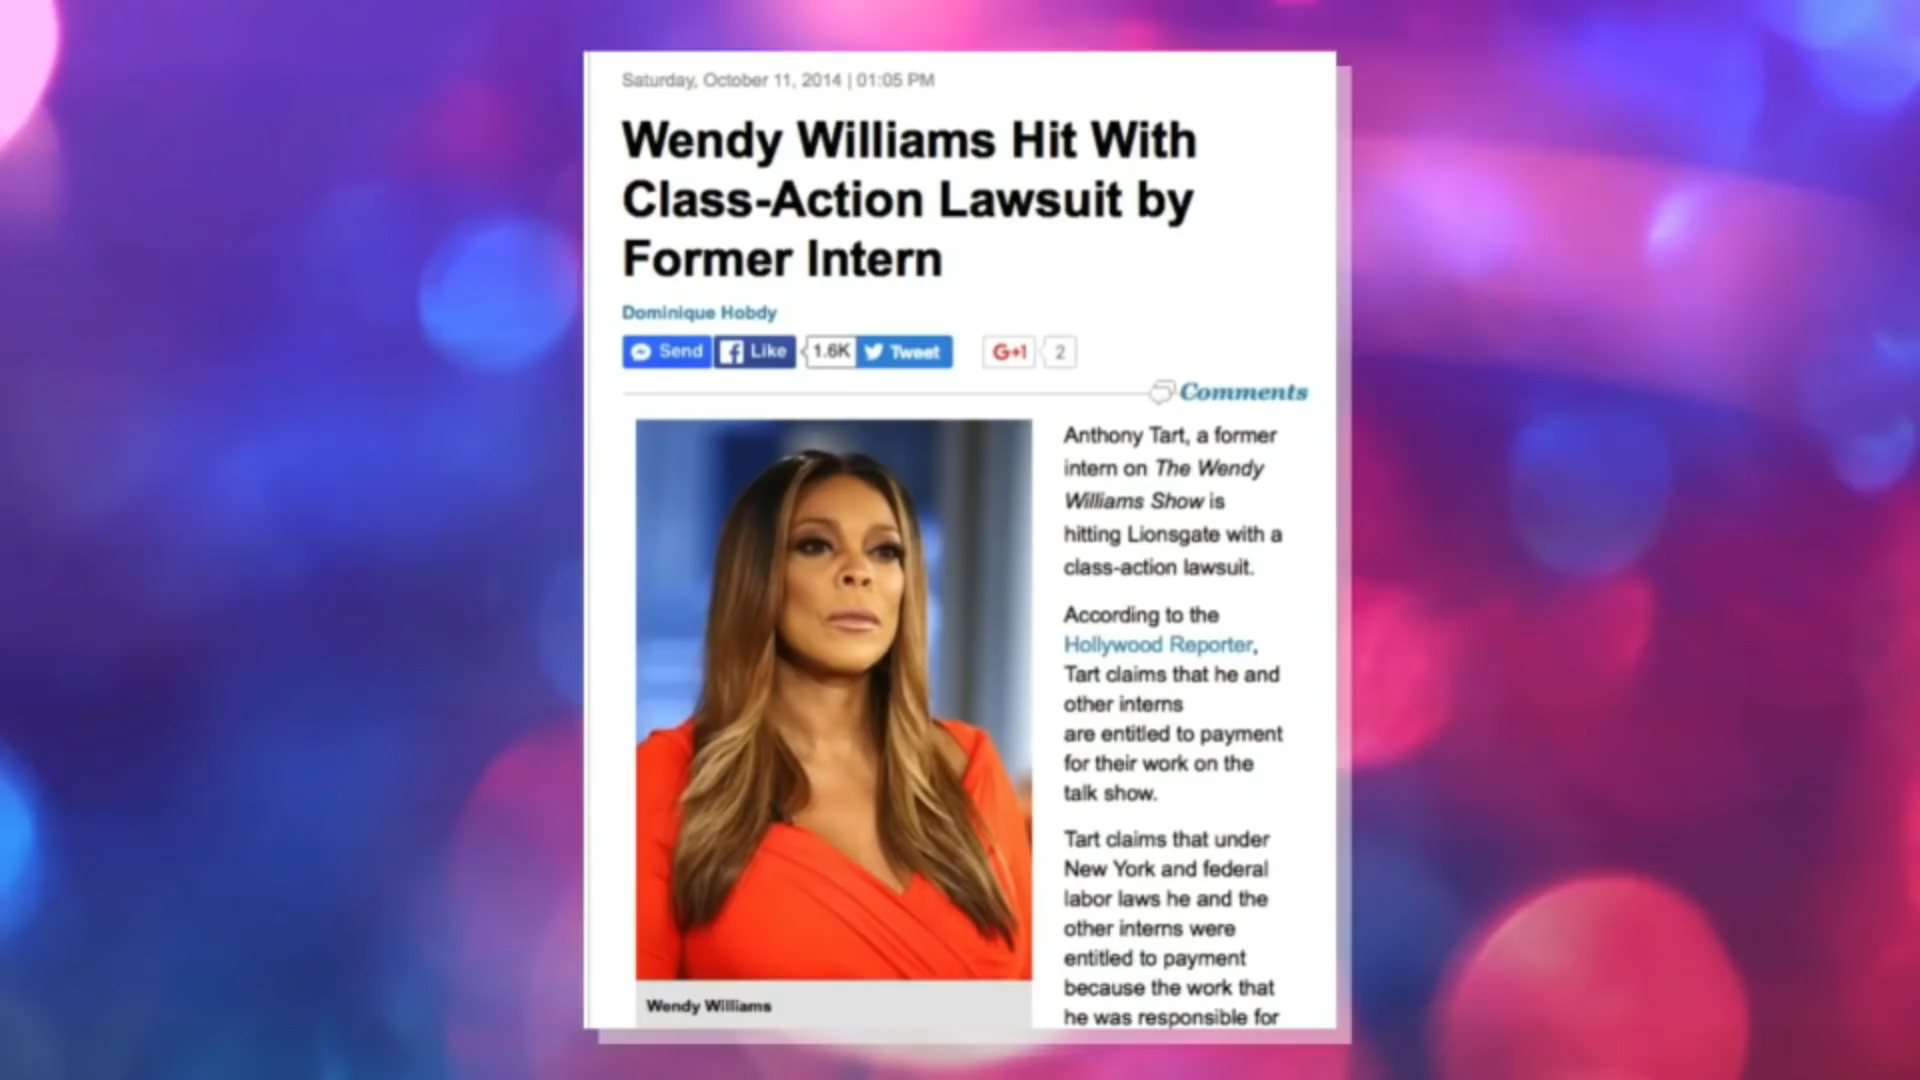 Saturday, October 11, 2014 | 01:05 PM
Wendy Williams Hit With
Class-Action Lawsuit by
Former Intern
Dominique Hobdy
Send Like 1.6K Tweet G+1 2
Comments
Anthony Tart, a former
intern on The Wendy
Williams Show is
hitting Lionsgate with a
class-action lawsuit.
According to the
Hollywood Reporter,
Tart claims that he and
other interns
are entitled to payment
for their work on the
talk show.
Tart claims that under
New York and federal
labor laws he and the
other interns were
entitled to payment
because the work that
he was responsible for
Wendy Williams